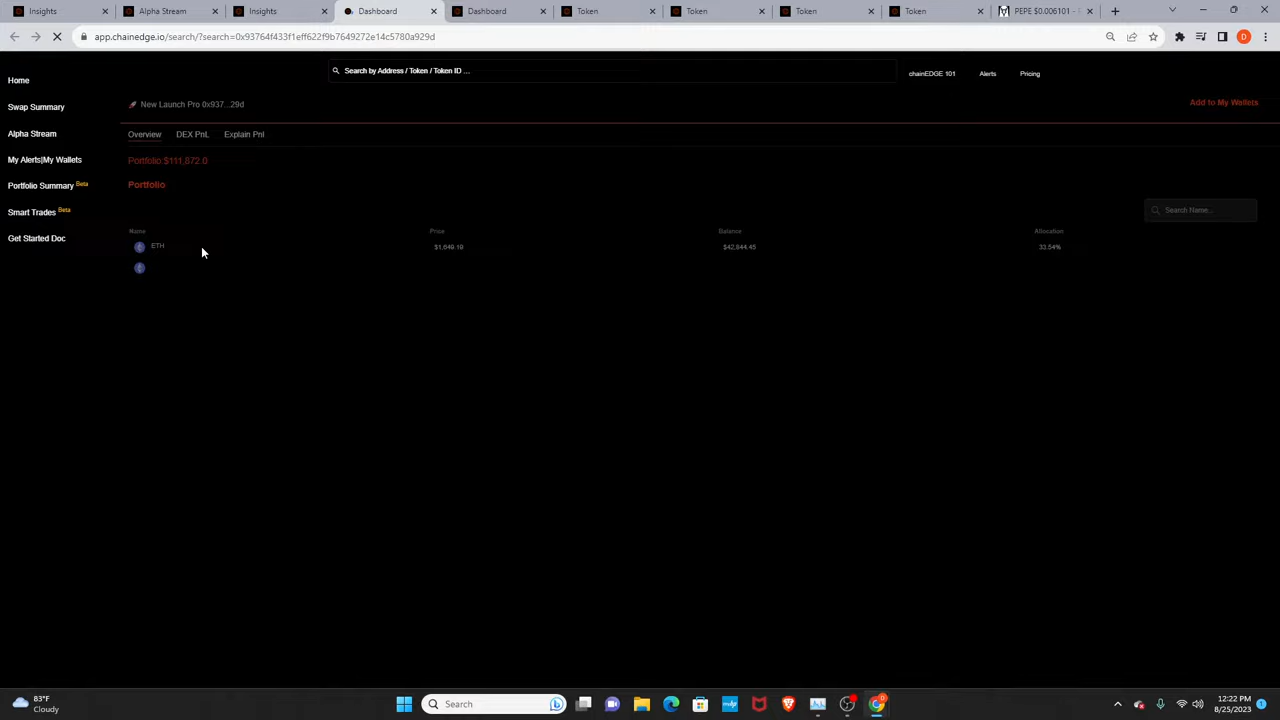 Insights Alpha Stream Insights Dashboard Dashboard Token Token Token Token PEPE $0.006101 - S
app.chainedge.io/search/?search=0x93764f433f1eff622f9b7649272e14c5780a929d D
Search by Address / Token / Token ID ... chainEDGE 101 Alerts Pricing
Home
🚀 New Launch Pro 0x937...29d Add to My Wallets
Swap Summary
Alpha Stream
Overview DEX PnL Explain Pnl
My Alerts|My Wallets
Portfolio:$111,872.0
Portfolio Summary Beta
Portfolio
Smart Trades Beta
Search Name...
Get Started Doc
Name Price Balance Allocation
ETH $1,649.19 $42,844.45 33.54%
83°F
Cloudy
Search
12:22 PM
8/25/2023